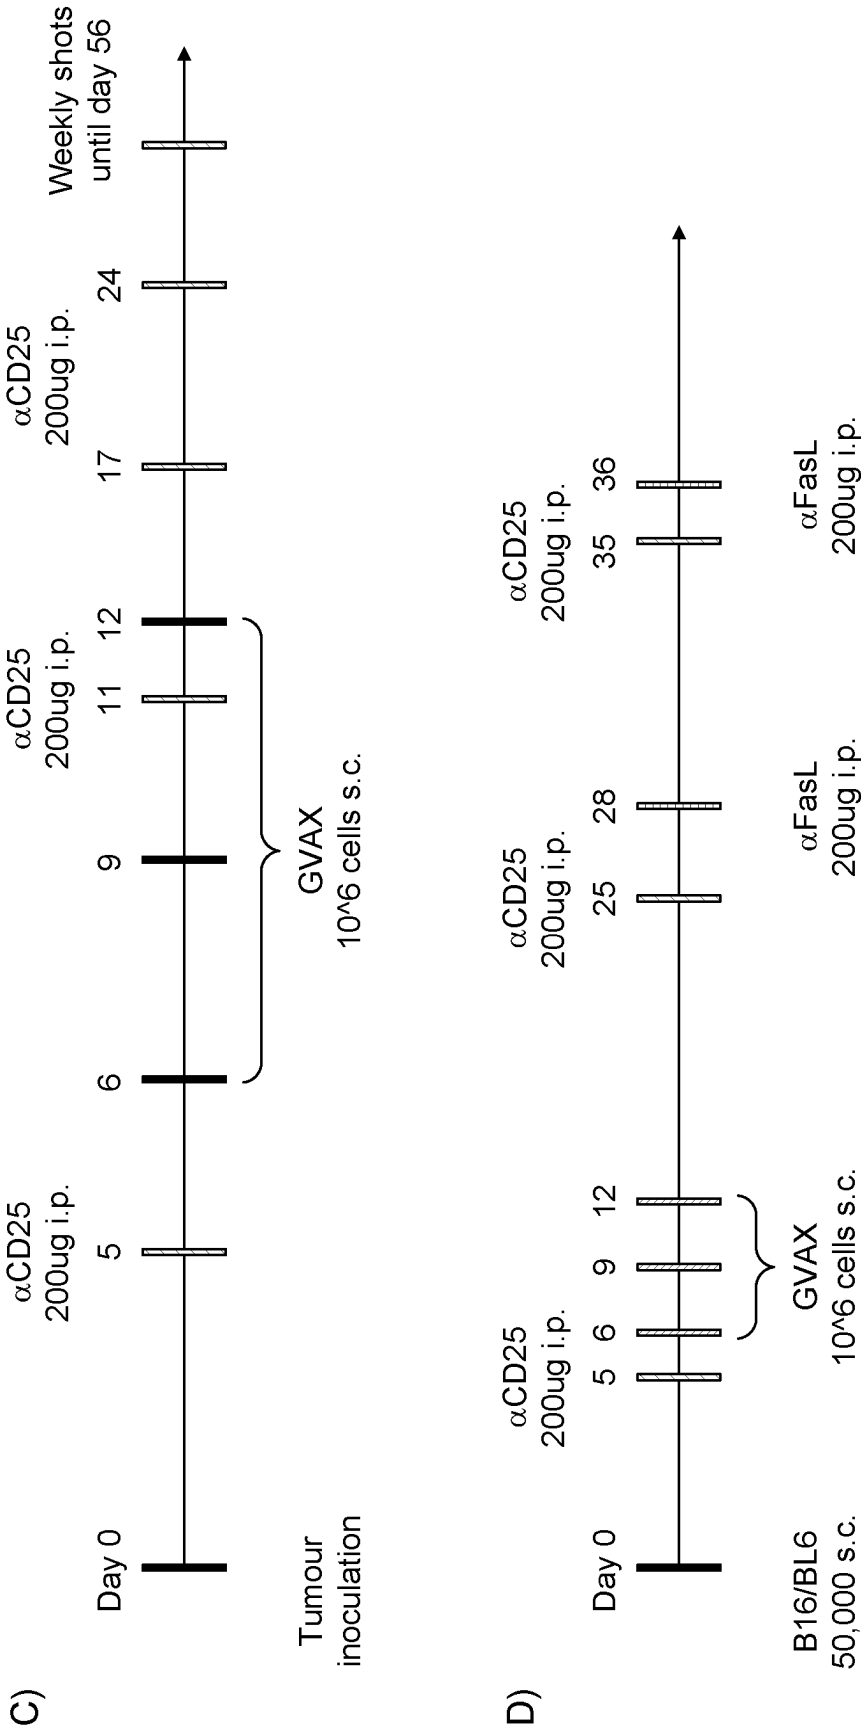 C)
αCD25
200ug i.p.
αCD25
200ug i.p.
αCD25
200ug i.p.
Weekly shots
until day 56
Day 0
5
6
9
11
12
17
24
Tumour
inoculation
GVAX
10^6 cells s.c.
D)
αCD25
200ug i.p.
αCD25
200ug i.p.
αCD25
200ug i.p.
Day 0
5
6
9
12
25
28
35
36
B16/BL6
50,000 s.c.
GVAX
10^6 cells s.c.
αFasL
200ug i.p.
αFasL
200ug i.p.